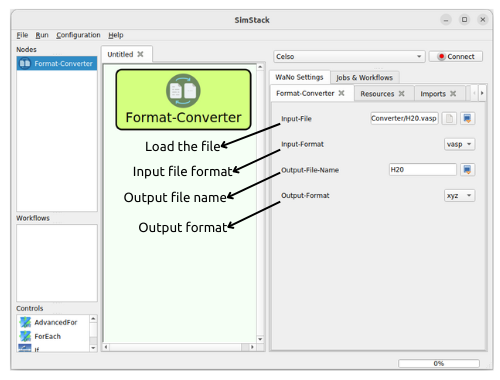 SimStack
File Run Configuration Help
Nodes
Format-Converter
Workflows
Controls
AdvancedFor
ForEach
If
Untitled
Format-Converter
Load the file
Input file format
Output file name
Output format
Celso
Connect
WaNo Settings Jobs & Workflows
Format-Converter Resources Imports
Input-File Converter/H20.vasp
Input-Format vasp
Output-File-Name H20
Output-Format xyz
0%